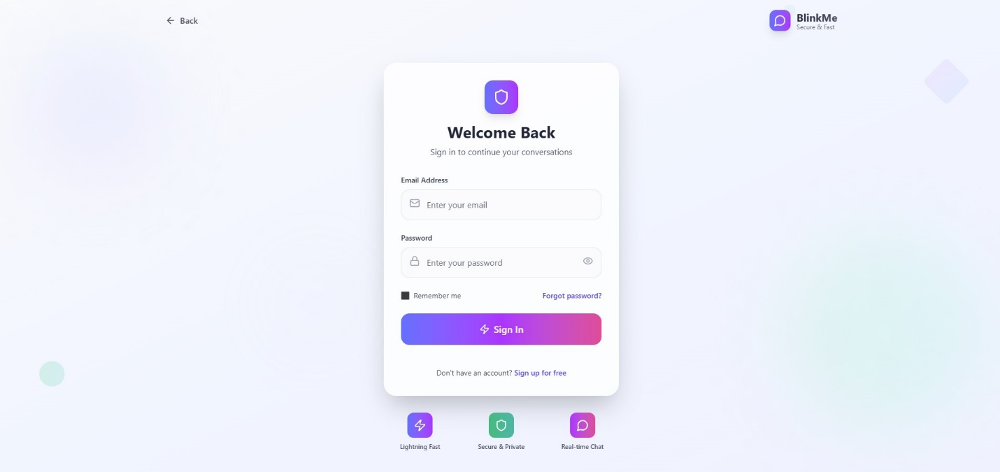 Back
BlinkMe
Secure & Fast
Welcome Back
Sign in to continue your conversations
Email Address
Enter your email
Password
Enter your password
Remember me
Forgot password?
Sign In
Don't have an account? Sign up for free
Lightning Fast
Secure & Private
Real-time Chat